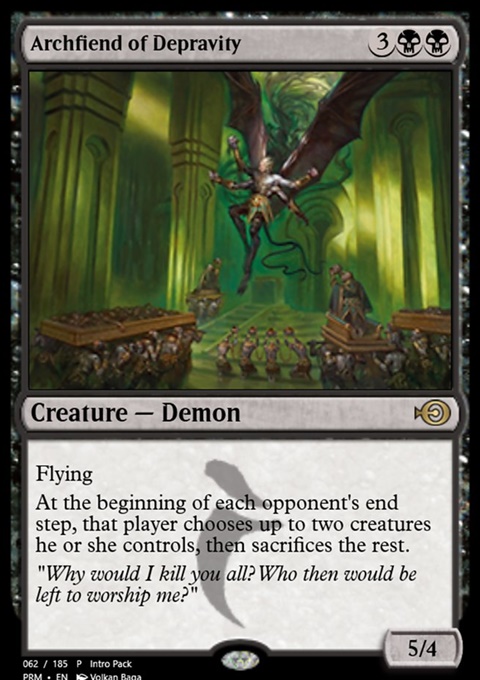 Archfiend of Depravity 3
Creature — Demon
Flying
At the beginning of each opponent's end
step, that player chooses up to two creatures
he or she controls, then sacrifices the rest.
"Why would I kill you all? Who then would be
left to worship me?"
5/4
062 / 185 P Intro Pack
PRM • EN Volkan Baga